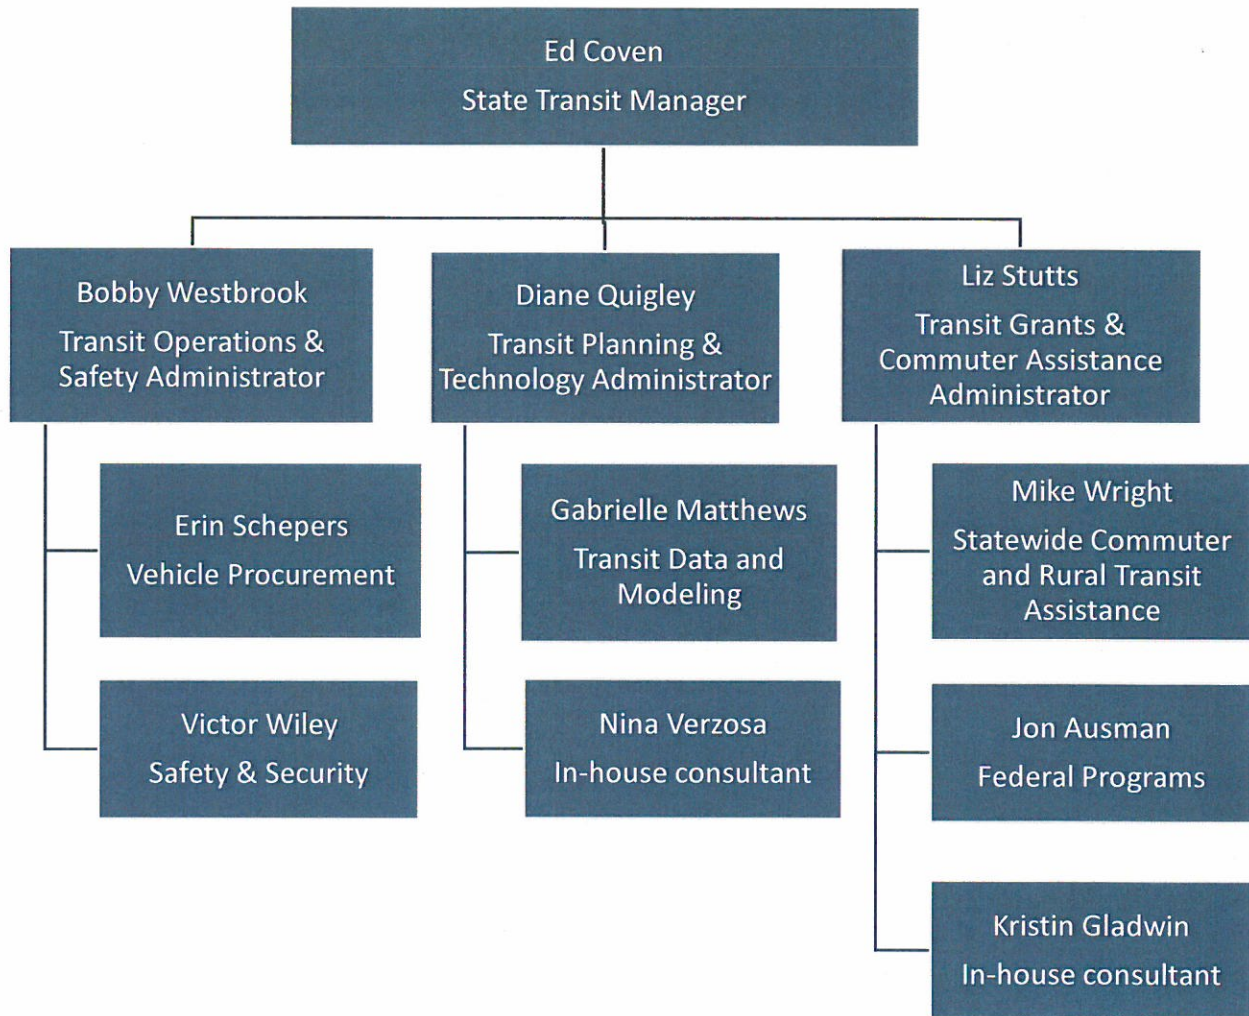 Ed Coven
State Transit Manager
Bobby Westbrook
Transit Operations &
Safety Administrator
Diane Quigley
Transit Planning &
Technology Administrator
Liz Stutts
Transit Grants &
Commuter Assistance
Administrator
Erin Schepers
Vehicle Procurement
Victor Wiley
Safety & Security
Gabrielle Matthews
Transit Data and
Modeling
Nina Verzosa
In-house consultant
Mike Wright
Statewide Commuter
and Rural Transit
Assistance
Jon Ausman
Federal Programs
Kristin Gladwin
In-house consultant